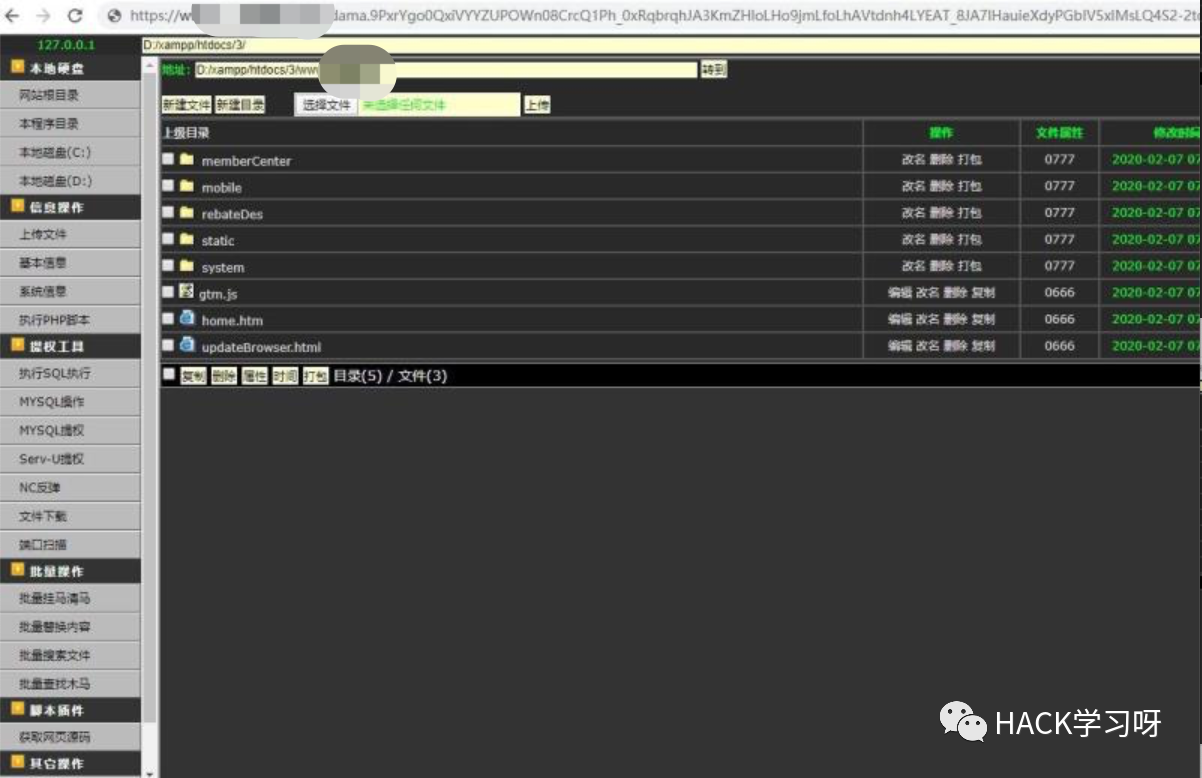 https://w
dama.9PxrYgo0QxiVYYZUPOWn08CrcQ1Ph_0xRqbrqhJA3KmZHloLHo9jmLfoLhAVtdnh4LYEAT_8JA7lHauieXdyPGblV5xlMsLQ4S2-2t
127.0.0.1
D:/xampp/htdocs/3/
本地硬盘
网站根目录
本程序目录
本地磁盘(C:)
本地磁盘(D:)
信息操作
上传文件
基本信息
系统信息
执行PHP脚本
提权工具
执行SQL执行
MYSQL操作
MYSQL提权
Serv-U提权
NC反弹
文件下载
端口扫描
批量操作
批量挂马清马
批量替换内容
批量搜索文件
批量查找木马
脚本插件
获取网页源码
其它操作
地址: D:/xampp/htdocs/3/www 转到
新建文件 新建目录 选择文件 未选择任何文件 上传
上级目录 操作 文件属性 修改时间
memberCenter 改名 删除 打包 0777 2020-02-07 07
mobile 改名 删除 打包 0777 2020-02-07 07
rebateDes 改名 删除 打包 0777 2020-02-07 07
static 改名 删除 打包 0777 2020-02-07 07
system 改名 删除 打包 0777 2020-02-07 07
gtm.js 编辑 改名 删除 复制 0666 2020-02-07 07
home.htm 编辑 改名 删除 复制 0666 2020-02-07 07
updateBrowser.html 编辑 改名 删除 复制 0666 2020-02-07 07
复制 删除 属性 时间 打包 目录(5) / 文件(3)
HACK学习呀